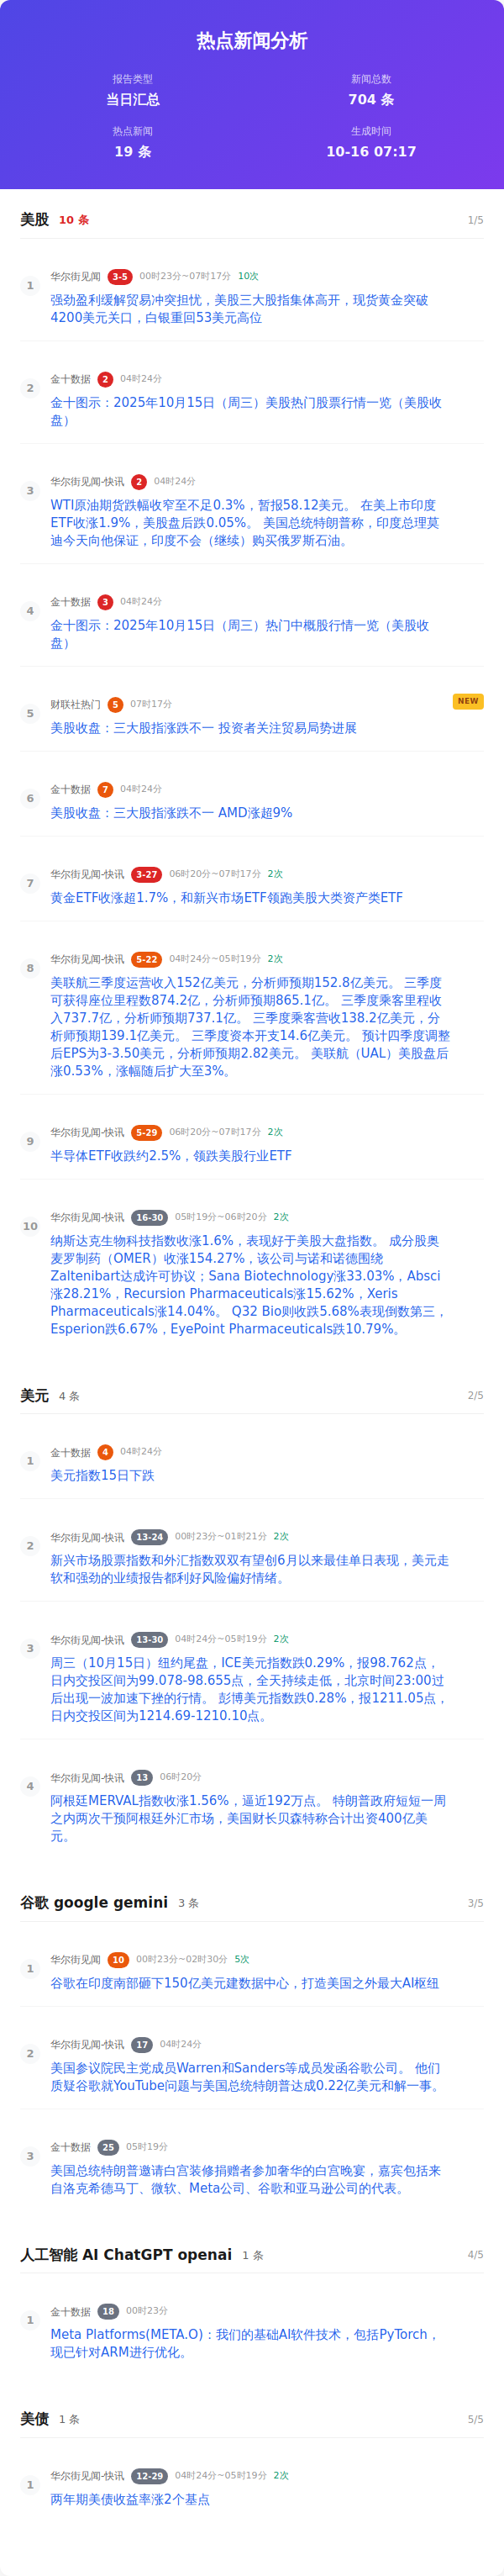 热点新闻分析
报告类型
当日汇总
新闻总数
704 条
热点新闻
19 条
生成时间
10-16 07:17
美股 10 条 1/5
1 华尔街见闻 3-5 00时23分~07时17分 10次
强劲盈利缓解贸易冲突担忧，美股三大股指集体高开，现货黄金突破
4200美元关口，白银重回53美元高位
2 金十数据 2 04时24分
金十图示：2025年10月15日（周三）美股热门股票行情一览（美股收
盘）
3 华尔街见闻-快讯 2 04时24分
WTI原油期货跌幅收窄至不足0.3%，暂报58.12美元。 在美上市印度
ETF收涨1.9%，美股盘后跌0.05%。 美国总统特朗普称，印度总理莫
迪今天向他保证，印度不会（继续）购买俄罗斯石油。
4 金十数据 3 04时24分
金十图示：2025年10月15日（周三）热门中概股行情一览（美股收
盘）
5 财联社热门 5 07时17分 NEW
美股收盘：三大股指涨跌不一 投资者关注贸易局势进展
6 金十数据 7 04时24分
美股收盘：三大股指涨跌不一 AMD涨超9%
7 华尔街见闻-快讯 3-27 06时20分~07时17分 2次
黄金ETF收涨超1.7%，和新兴市场ETF领跑美股大类资产类ETF
8 华尔街见闻-快讯 5-22 04时24分~05时19分 2次
美联航三季度运营收入152亿美元，分析师预期152.8亿美元。 三季度
可获得座位里程数874.2亿，分析师预期865.1亿。 三季度乘客里程收
入737.7亿，分析师预期737.1亿。 三季度乘客营收138.2亿美元，分
析师预期139.1亿美元。 三季度资本开支14.6亿美元。 预计四季度调整
后EPS为3-3.50美元，分析师预期2.82美元。 美联航（UAL）美股盘后
涨0.53%，涨幅随后扩大至3%。
9 华尔街见闻-快讯 5-29 06时20分~07时17分 2次
半导体ETF收跌约2.5%，领跌美股行业ETF
10 华尔街见闻-快讯 16-30 05时19分~06时20分 2次
纳斯达克生物科技指数收涨1.6%，表现好于美股大盘指数。 成分股奥
麦罗制药（OMER）收涨154.27%，该公司与诺和诺德围绕
Zaltenibart达成许可协议；Sana Biotechnology涨33.03%，Absci
涨28.21%，Recursion Pharmaceuticals涨15.62%，Xeris
Pharmaceuticals涨14.04%。 Q32 Bio则收跌5.68%表现倒数第三，
Esperion跌6.67%，EyePoint Pharmaceuticals跌10.79%。
美元 4 条 2/5
1 金十数据 4 04时24分
美元指数15日下跌
2 华尔街见闻-快讯 13-24 00时23分~01时21分 2次
新兴市场股票指数和外汇指数双双有望创6月以来最佳单日表现，美元走
软和强劲的业绩报告都利好风险偏好情绪。
3 华尔街见闻-快讯 13-30 04时24分~05时19分 2次
周三（10月15日）纽约尾盘，ICE美元指数跌0.29%，报98.762点，
日内交投区间为99.078-98.655点，全天持续走低，北京时间23:00过
后出现一波加速下挫的行情。 彭博美元指数跌0.28%，报1211.05点，
日内交投区间为1214.69-1210.10点。
4 华尔街见闻-快讯 13 06时20分
阿根廷MERVAL指数收涨1.56%，逼近192万点。 特朗普政府短短一周
之内两次干预阿根廷外汇市场，美国财长贝森特称合计出资400亿美
元。
谷歌 google gemini 3 条 3/5
1 华尔街见闻 10 00时23分~02时30分 5次
谷歌在印度南部砸下150亿美元建数据中心，打造美国之外最大AI枢纽
2 华尔街见闻-快讯 17 04时24分
美国参议院民主党成员Warren和Sanders等成员发函谷歌公司。 他们
质疑谷歌就YouTube问题与美国总统特朗普达成0.22亿美元和解一事。
3 金十数据 25 05时19分
美国总统特朗普邀请白宫装修捐赠者参加奢华的白宫晚宴，嘉宾包括来
自洛克希德马丁、微软、Meta公司、谷歌和亚马逊公司的代表。
人工智能 AI ChatGPT openai 1 条 4/5
1 金十数据 18 00时23分
Meta Platforms(META.O)：我们的基础AI软件技术，包括PyTorch，
现已针对ARM进行优化。
美债 1 条 5/5
1 华尔街见闻-快讯 12-29 04时24分~05时19分 2次
两年期美债收益率涨2个基点